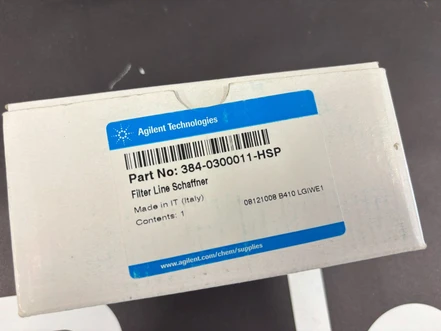 Agilent Technologies
Part No: 384-0300011-HSP
Filter Line Schaffner
Made in IT (Italy)
Contents: 1
08121008 B410 LGIWE1
www.agilent.com/chem/supplies